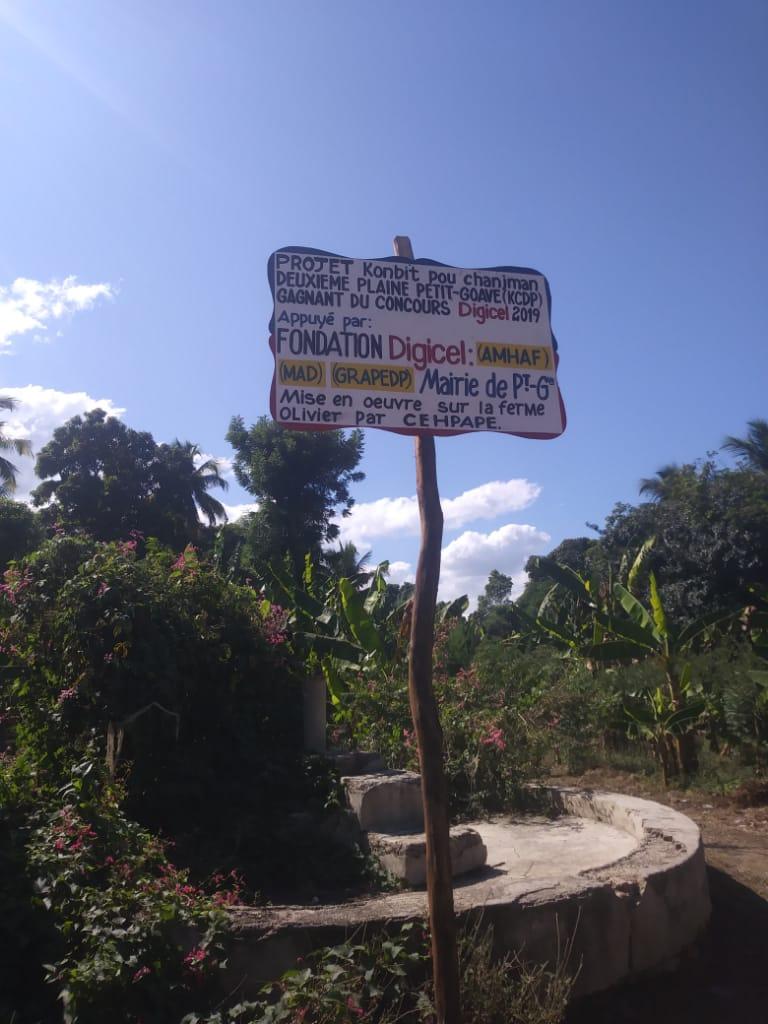 PROJET Konbit pou chanjman
DEUXIEME PLAINE PETIT-GOAVE (KCDP)
GAGNANT DU CONCOURS Digicel 2019
Appuyé par:
FONDATION Digicel: (AMHAF)
(MAD) (GRAPEDP) Mairie de PT-Gve
Mise en oeuvre sur la ferme
OLivier par CEHPAPE.